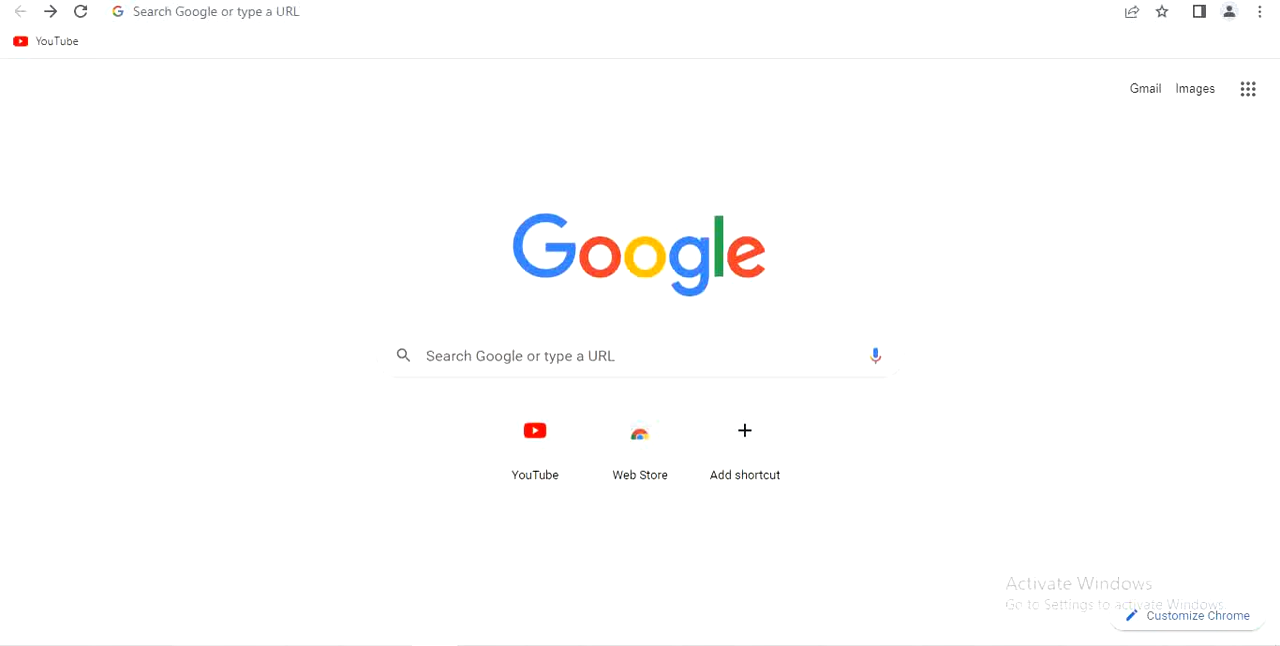 Search Google or type a URL
YouTube
Gmail Images
Google
Search Google or type a URL
YouTube Web Store Add shortcut
Activate Windows
Go to Settings to activate Windows.
Customize Chrome